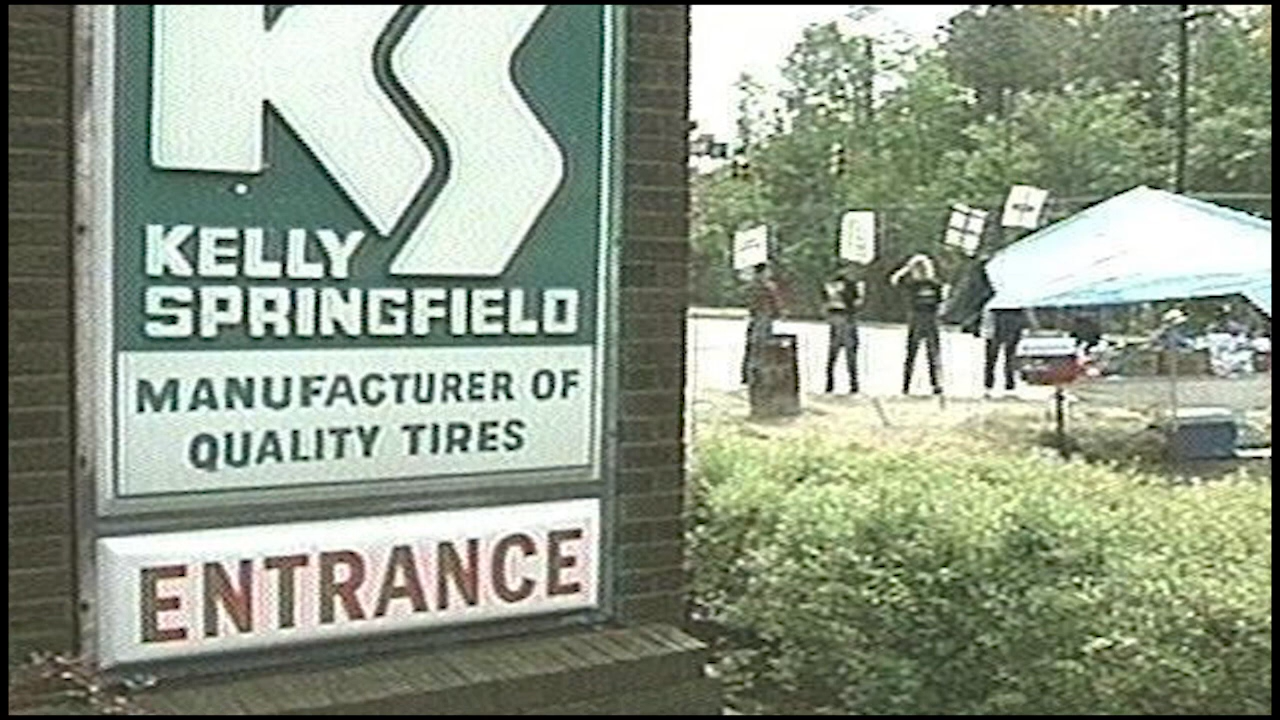 KS
KELLY
SPRINGFIELD
MANUFACTURER OF
QUALITY TIRES
ENTRANCE